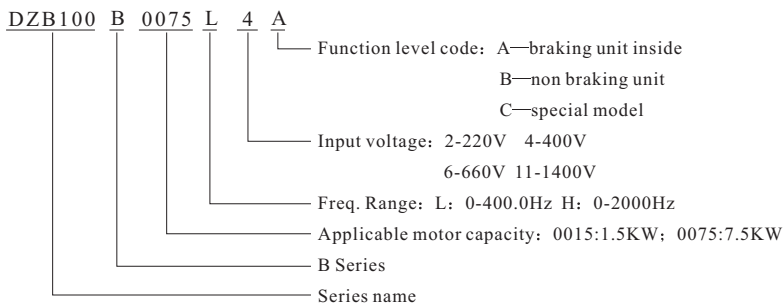 DZB100 B 0075 L 4 A
Function level code：A—braking unit inside
B—non braking unit
C—special model
Input voltage：2-220V 4-400V
6-660V 11-1400V
Freq. Range：L：0-400.0Hz H：0-2000Hz
Applicable motor capacity：0015:1.5KW；0075:7.5KW
B Series
Series name